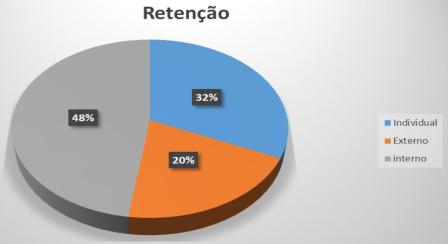 Retenção
32%
48%
20%
Individual
Externo
interno